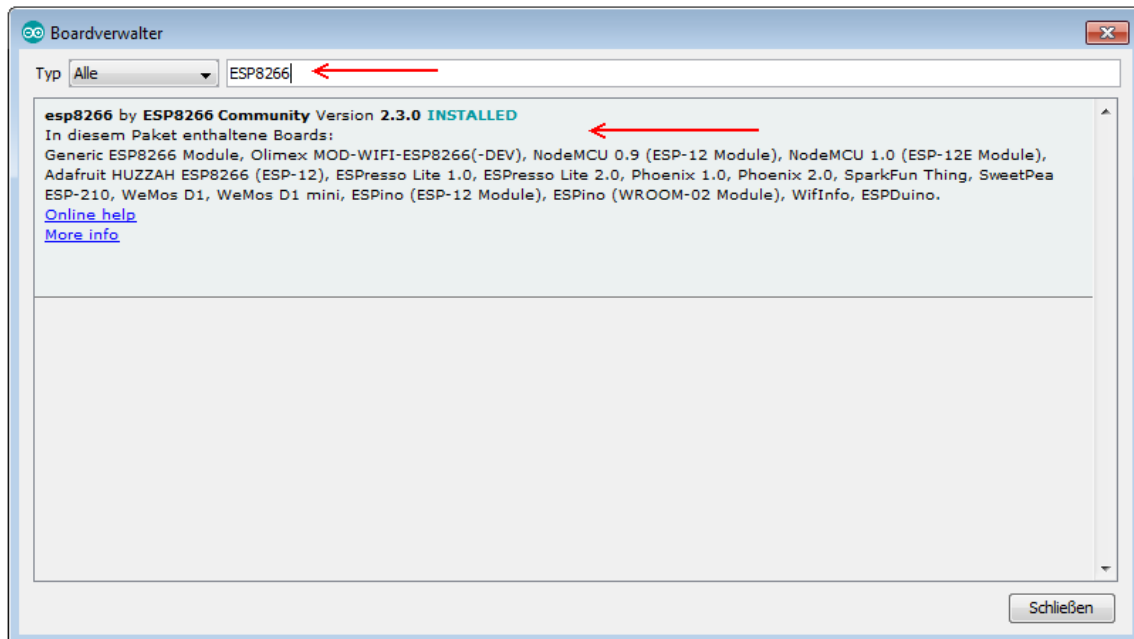 Boardverwalter
Typ Alle ESP8266
esp8266 by ESP8266 Community Version 2.3.0 INSTALLED
In diesem Paket enthaltene Boards:
Generic ESP8266 Module, Olimex MOD-WIFI-ESP8266(-DEV), NodeMCU 0.9 (ESP-12 Module), NodeMCU 1.0 (ESP-12E Module),
Adafruit HUZZAH ESP8266 (ESP-12), ESPresso Lite 1.0, ESPresso Lite 2.0, Phoenix 1.0, Phoenix 2.0, SparkFun Thing, SweetPea
ESP-210, WeMos D1, WeMos D1 mini, ESPino (ESP-12 Module), ESPino (WROOM-02 Module), WifInfo, ESPDuino.
Online help
More info
Schließen